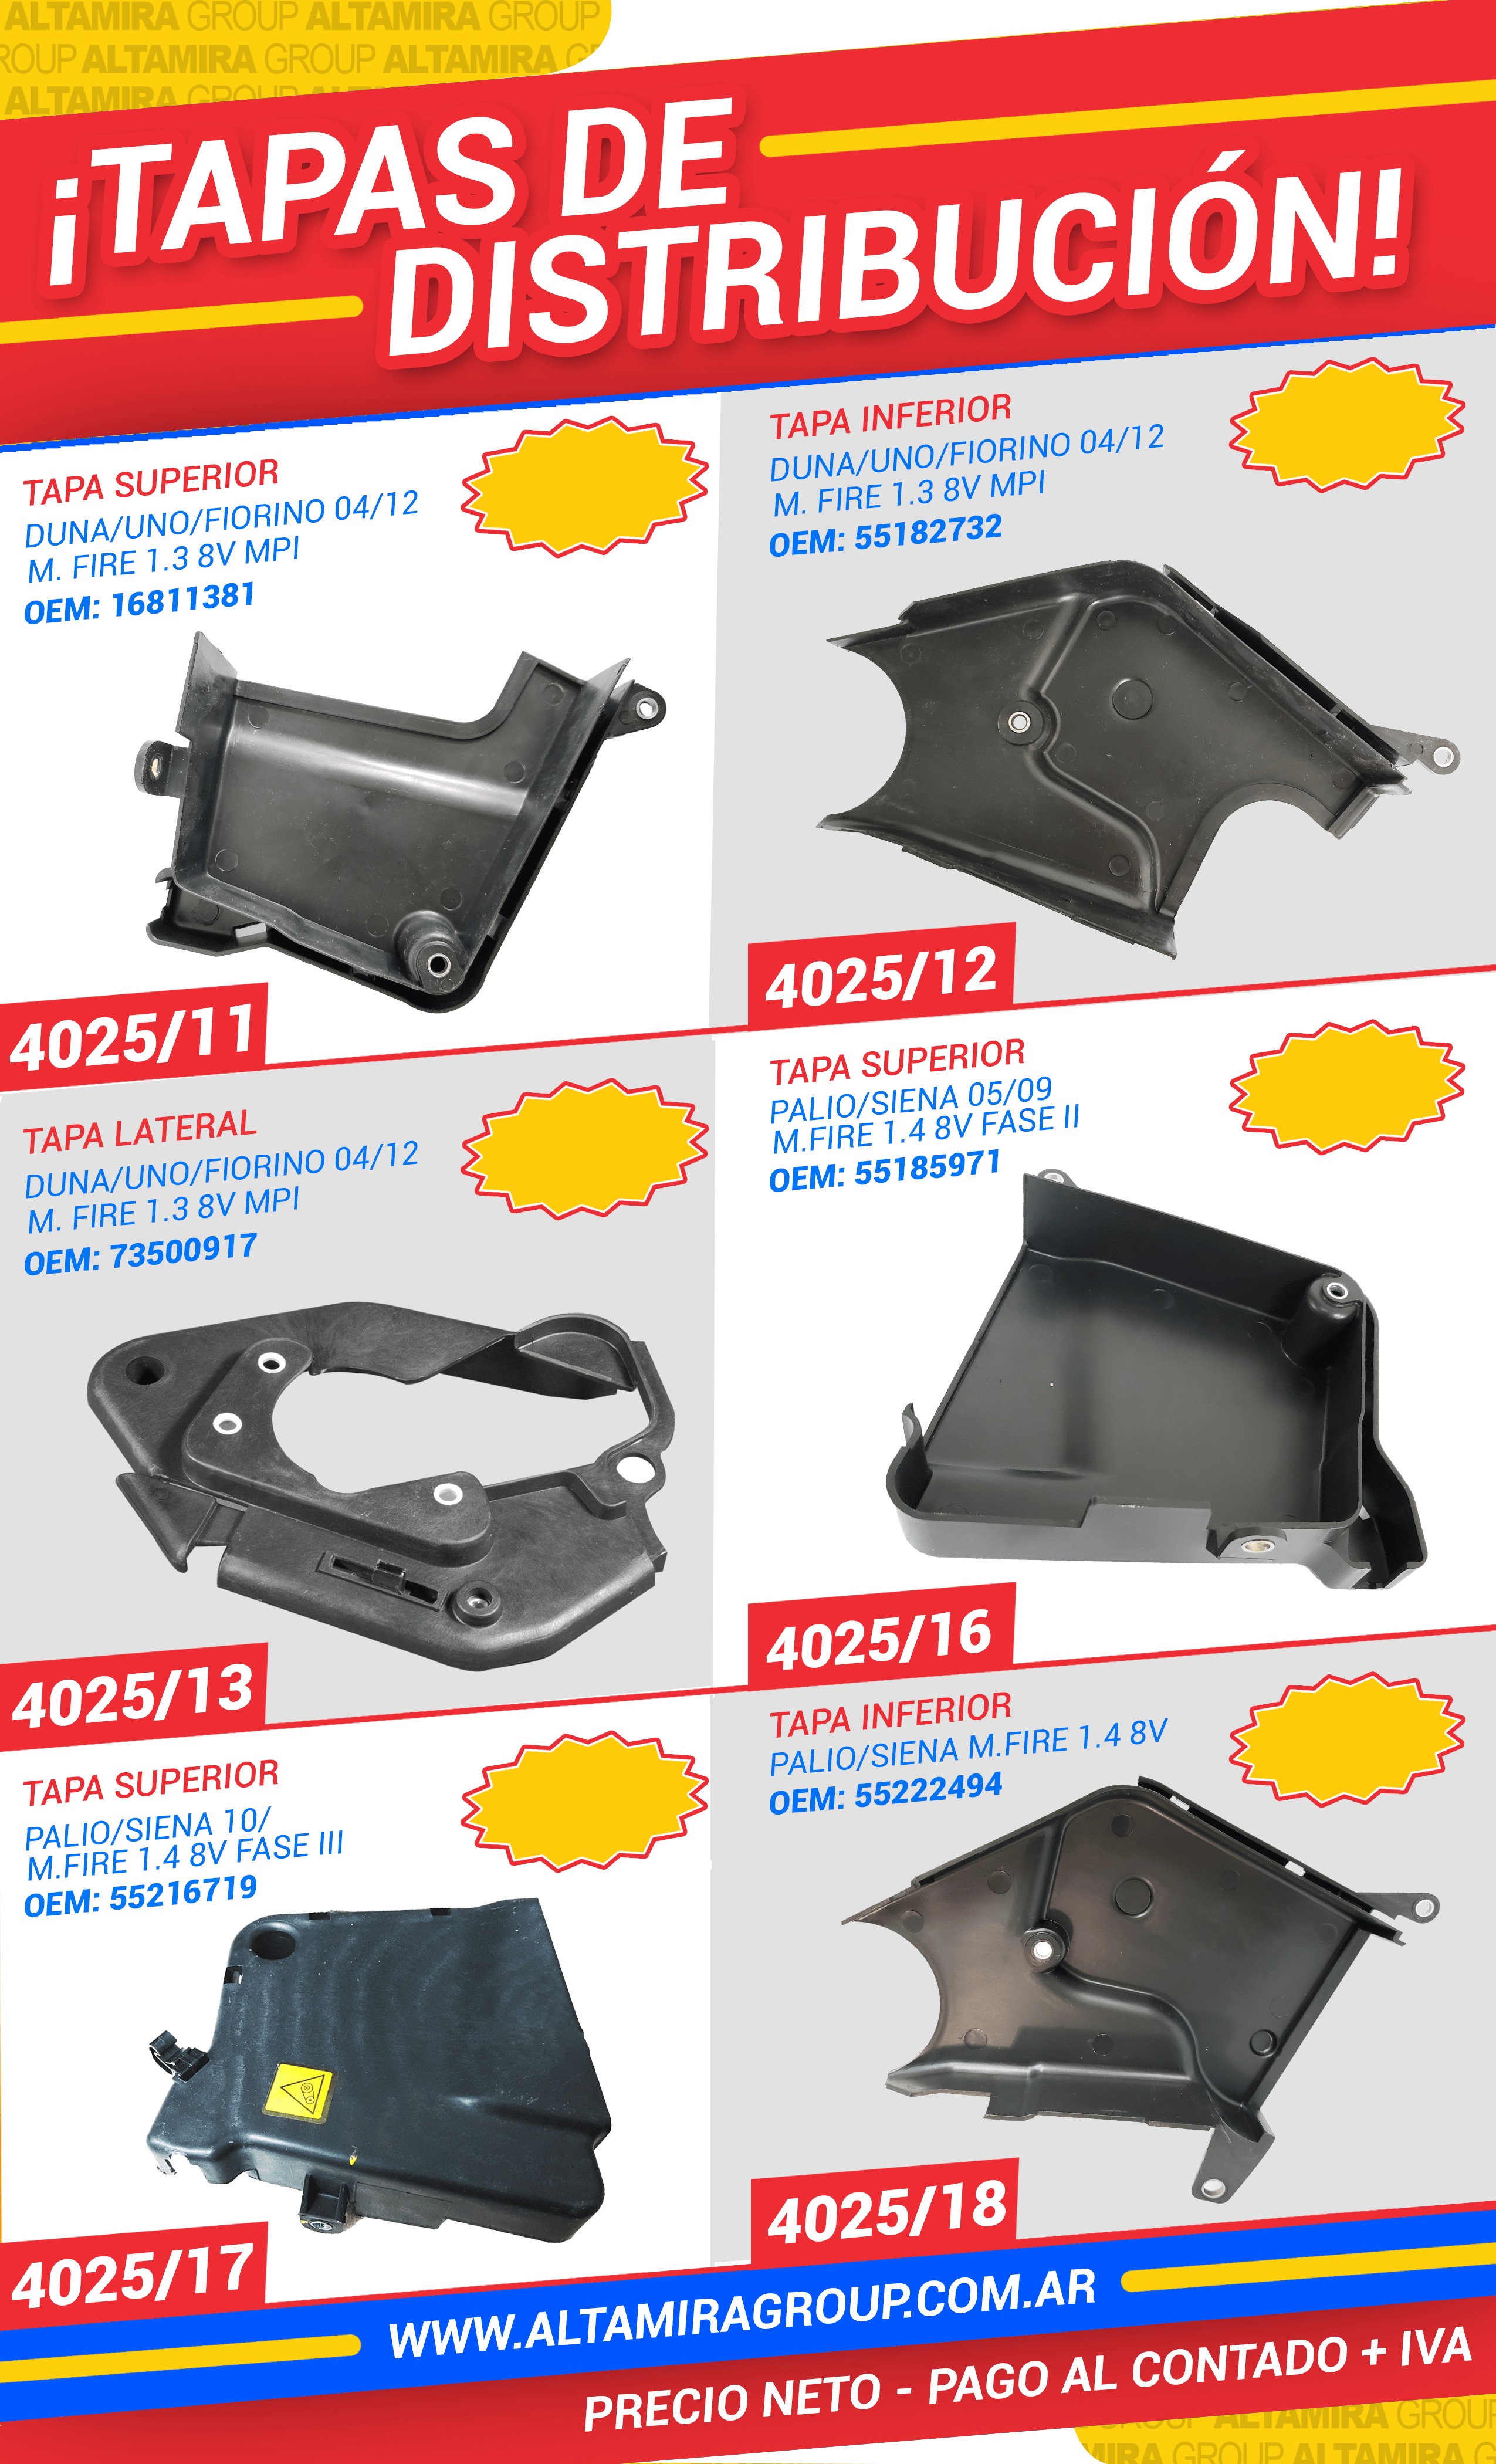 ALTAMIRA GROUP ALTAMIRA GROUP
ROUP ALTAMIRA GROUP ALTAMIRA G
ALTAMIRA GROUP ALTA
¡TAPAS DE
DISTRIBUCIÓN!
TAPA SUPERIOR
DUNA/UNO/FIORINO 04/12
M. FIRE 1.3 8V MPI
OEM: 16811381
4025/11
TAPA INFERIOR
DUNA/UNO/FIORINO 04/12
M. FIRE 1.3 8V MPI
OEM: 55182732
4025/12
TAPA LATERAL
DUNA/UNO/FIORINO 04/12
M. FIRE 1.3 8V MPI
OEM: 73500917
4025/13
TAPA SUPERIOR
PALIO/SIENA 05/09
M.FIRE 1.4 8V FASE II
OEM: 55185971
4025/16
TAPA SUPERIOR
PALIO/SIENA 10/
M.FIRE 1.4 8V FASE III
OEM: 55216719
4025/17
TAPA INFERIOR
PALIO/SIENA M.FIRE 1.4 8V
OEM: 55222494
4025/18
WWW.ALTAMIRAGROUP.COM.AR
PRECIO NETO - PAGO AL CONTADO + IVA
GROUP ALTAMIRA GROUP
MIRA GROUP ALTAMIRA G